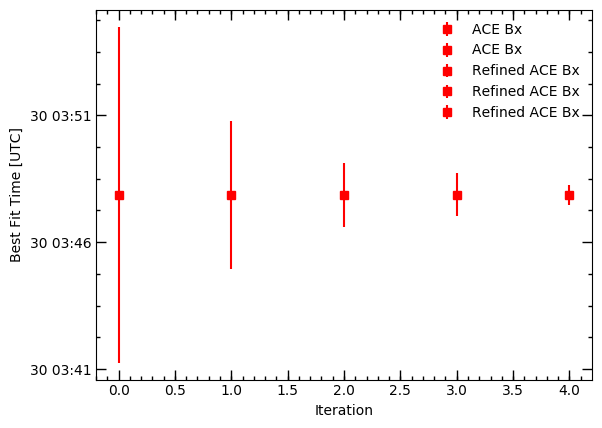 ACE Bx
ACE Bx
Refined ACE Bx
Refined ACE Bx
Refined ACE Bx
30 03:51
30 03:46
30 03:41
Best Fit Time [UTC]
0.0 0.5 1.0 1.5 2.0 2.5 3.0 3.5 4.0
Iteration